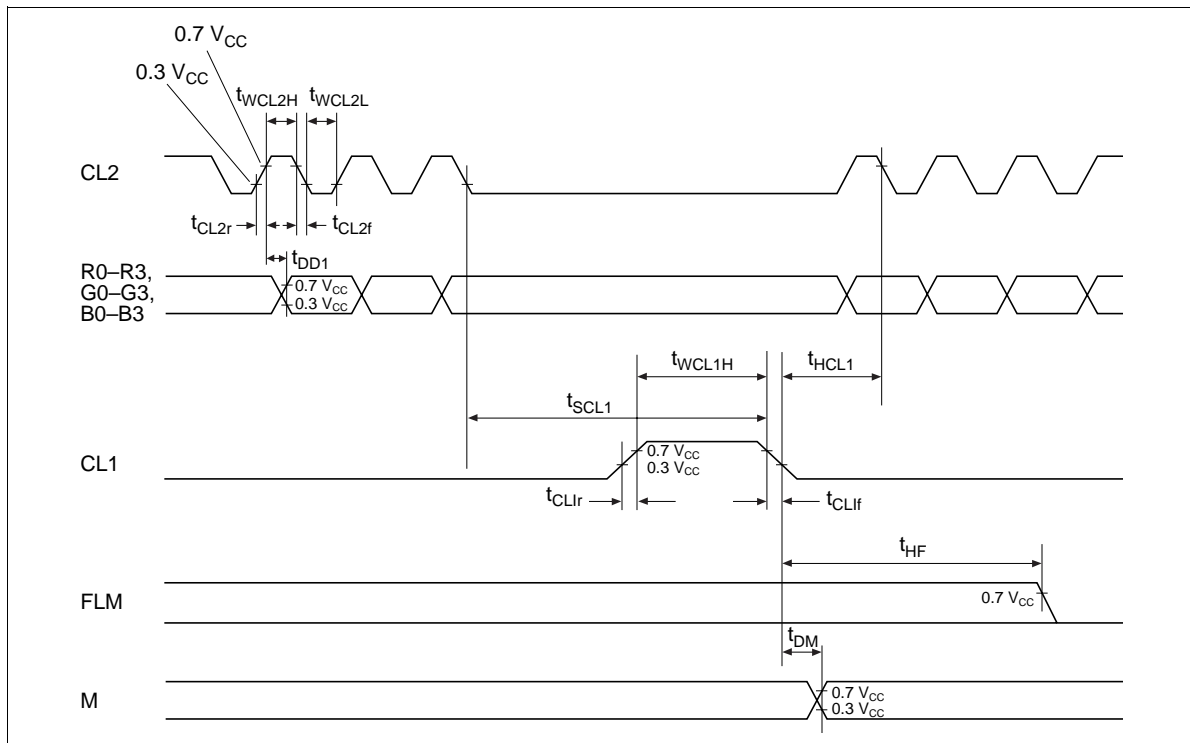 0.7 VCC
0.3 VCC
tWCL2H tWCL2L
CL2
tCL2r tCL2f
tDD1
R0–R3,
G0–G3,
B0–B3
0.7 VCC
0.3 VCC
tWCL1H tHCL1
tSCL1
CL1
0.7 VCC
0.3 VCC
tCLIr tCLIf
tHF
FLM
0.7 VCC
tDM
M
0.7 VCC
0.3 VCC